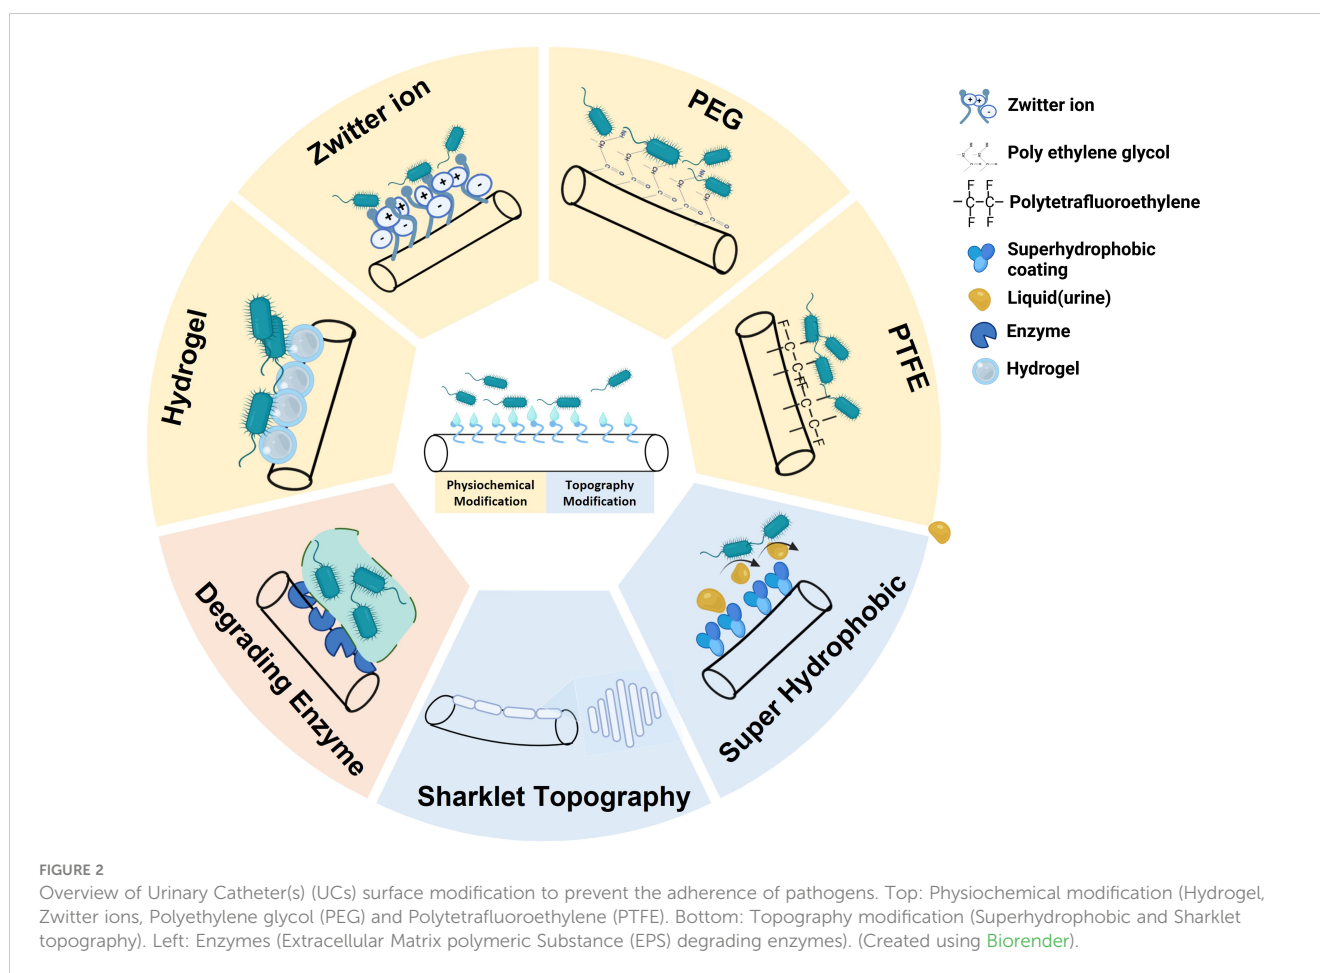 Zwitter ion
PEG
PTFE
Hydrogel
Degrading Enzyme
Sharklet Topography
Super Hydrophobic
Physiochemical
Modification
Topography
Modification
Zwitter ion
Poly ethylene glycol
F F
C C
F F
Polytetrafluoroethylene
Superhydrophobic
coating
Liquid(urine)
Enzyme
Hydrogel
FIGURE 2
Overview of Urinary Catheter(s) (UCs) surface modification to prevent the adherence of pathogens. Top: Physiochemical modification (Hydrogel,
Zwitter ions, Polyethylene glycol (PEG) and Polytetrafluoroethylene (PTFE). Bottom: Topography modification (Superhydrophobic and Sharklet
topography). Left: Enzymes (Extracellular Matrix polymeric Substance (EPS) degrading enzymes). (Created using Biorender).